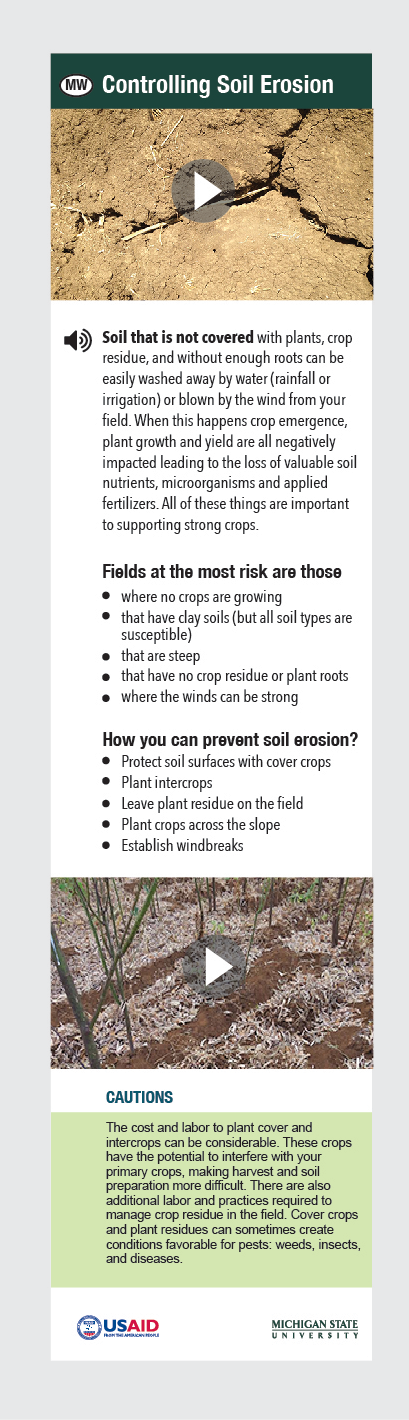 MW Controlling Soil Erosion
Soil that is not covered with plants, crop
residue, and without enough roots can be
easily washed away by water (rainfall or
irrigation) or blown by the wind from your
field. When this happens crop emergence,
plant growth and yield are all negatively
impacted leading to the loss of valuable soil
nutrients, microorganisms and applied
fertilizers. All of these things are important
to supporting strong crops.
Fields at the most risk are those
• where no crops are growing
• that have clay soils (but all soil types are
susceptible)
• that are steep
• that have no crop residue or plant roots
• where the winds can be strong
How you can prevent soil erosion?
• Protect soil surfaces with cover crops
• Plant intercrops
• Leave plant residue on the field
• Plant crops across the slope
• Establish windbreaks
CAUTIONS
The cost and labor to plant cover and
intercrops can be considerable. These crops
have the potential to interfere with your
primary crops, making harvest and soil
preparation more difficult. There are also
additional labor and practices required to
manage crop residue in the field. Cover crops
and plant residues can sometimes create
conditions favorable for pests: weeds, insects,
and diseases.
USAID
FROM THE AMERICAN PEOPLE
MICHIGAN STATE
UNIVERSITY